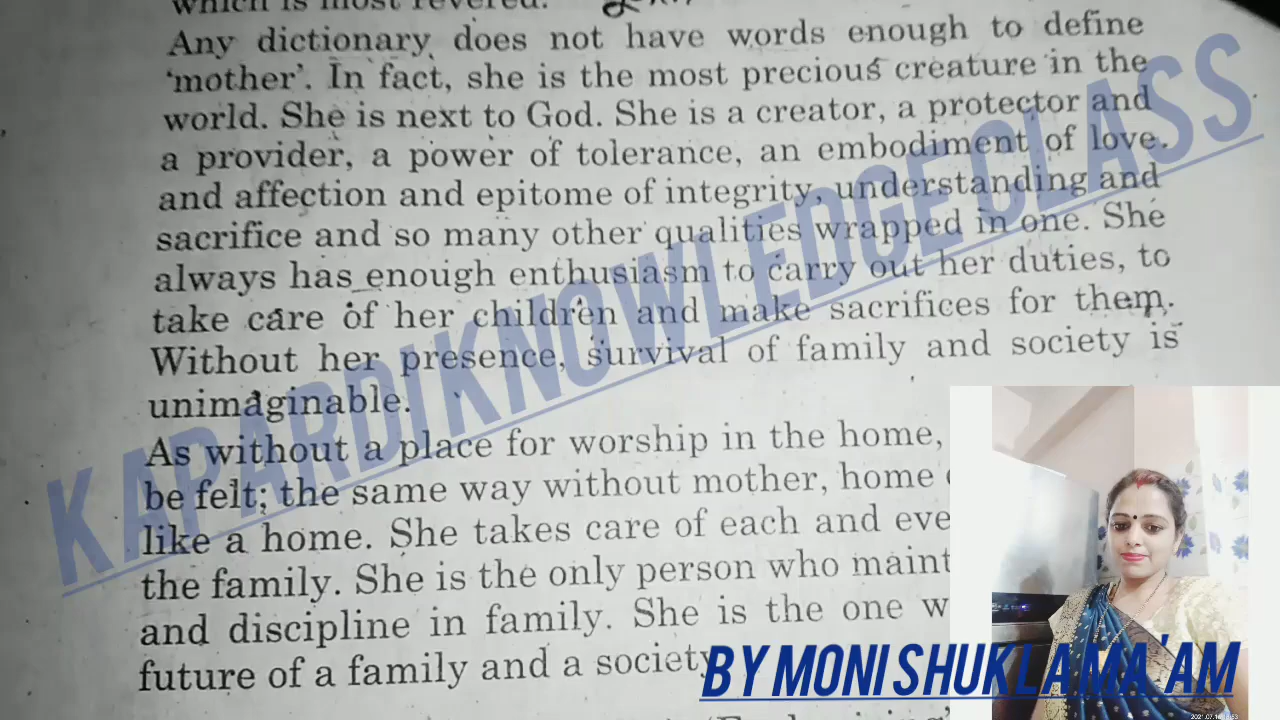 which is most revered.
Any dictionary does not have words enough to define
‘mother’. In fact, she is the most precious creature in the
world. She is next to God. She is a creator, a protector and
a provider, a power of tolerance, an embodiment of love
and affection and epitome of integrity, understanding and
sacrifice and so many other qualities wrapped in one. She
always has enough enthusiasm to carry out her duties, to
take care of her children and make sacrifices for them.
Without her presence, survival of family and society is
unimaginable.
As without a place for worship in the home,
be felt; the same way without mother, home
like a home. She takes care of each and
the family. She is the only person who
and discipline in family. She is the one
future of a family and a society
KAPARDI KNOWLEDGE CLASS
BY MONI SHUKLA MA'AM